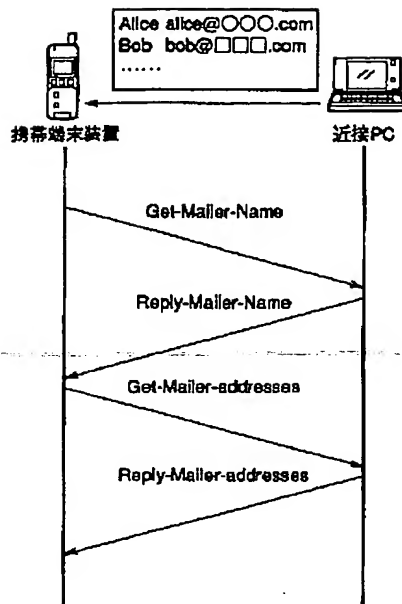 Alice alice@○○○.com
Bob bob@□□□.com
......
携帯端末装置
近接PC
Get-Mailer-Name
Reply-Mailer-Name
Get-Mailer-addresses
Reply-Mailer-addresses